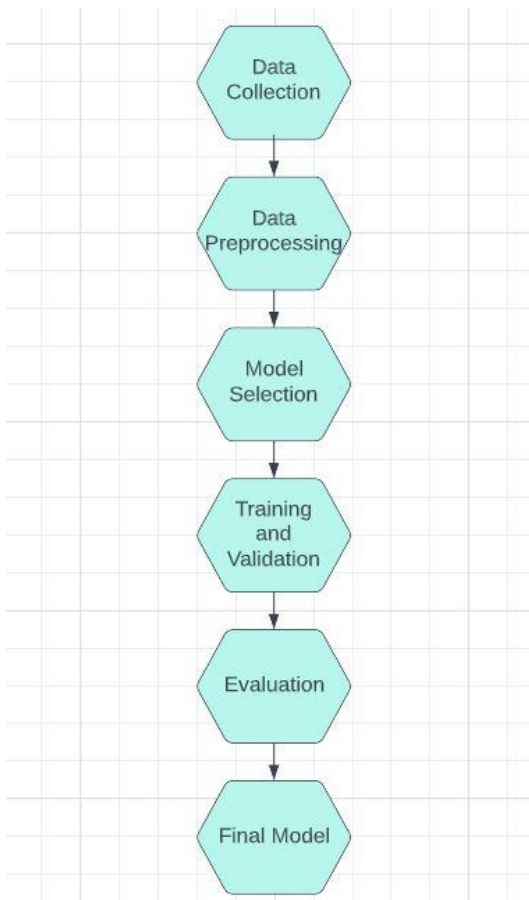 Data
Collection
Data
Preprocessing
Model
Selection
Training
and
Validation
Evaluation
Final Model